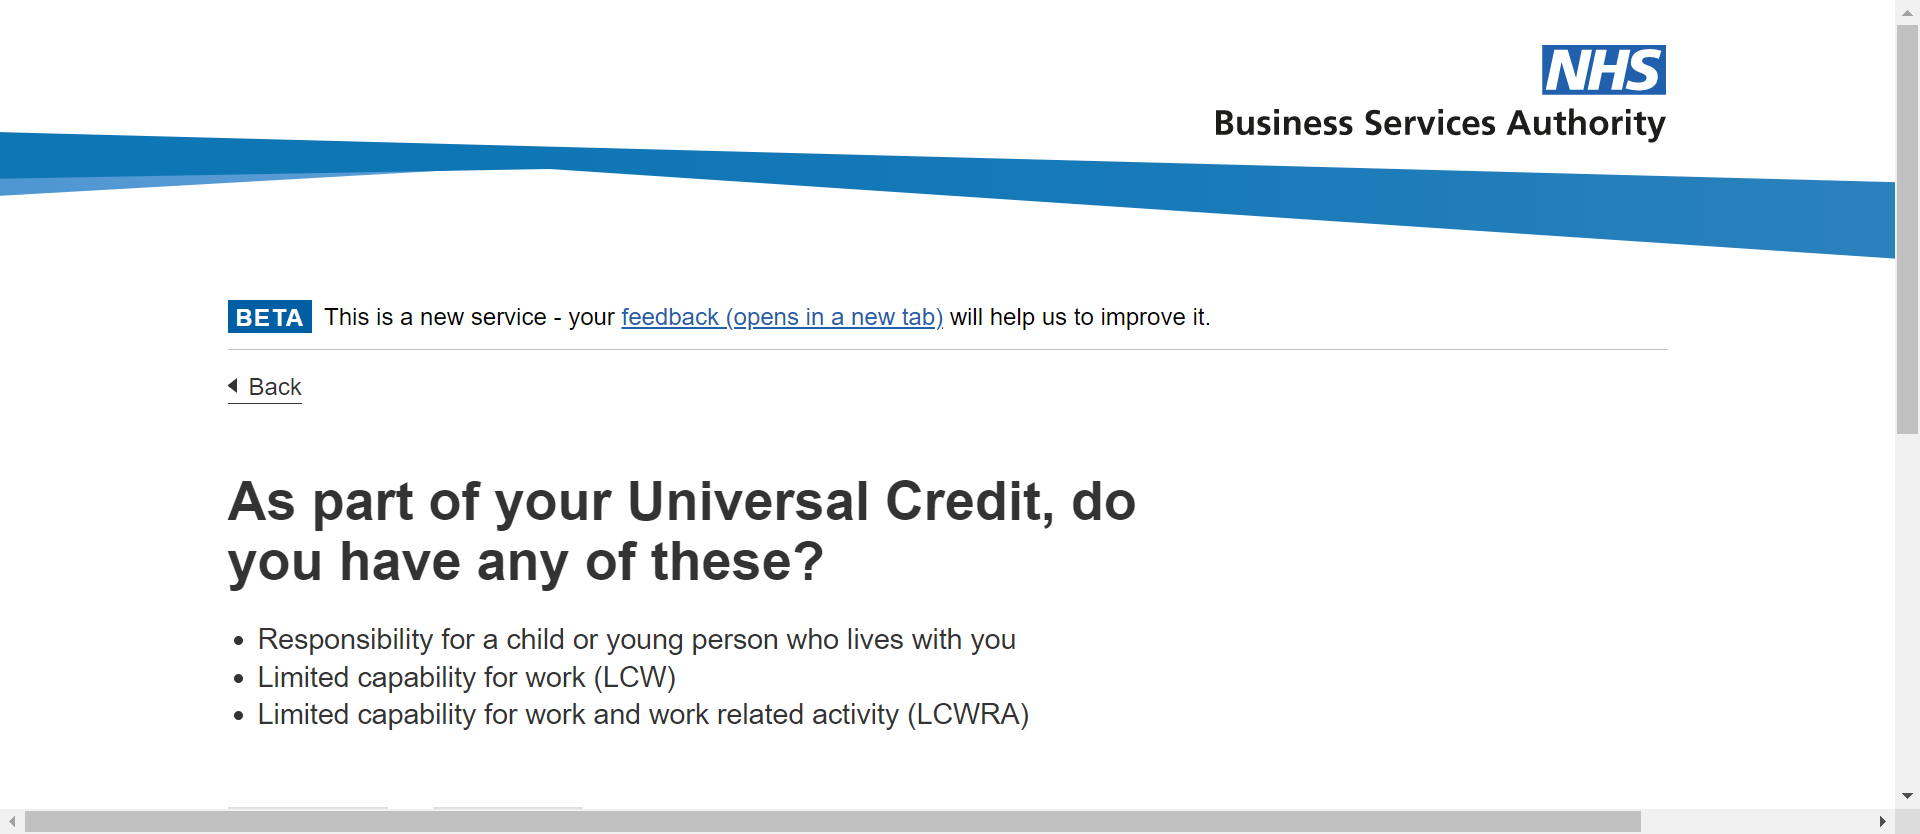 NHS
Business Services Authority
BETA This is a new service - your feedback (opens in a new tab) will help us to improve it.
Back
As part of your Universal Credit, do
you have any of these?
• Responsibility for a child or young person who lives with you
• Limited capability for work (LCW)
• Limited capability for work and work related activity (LCWRA)